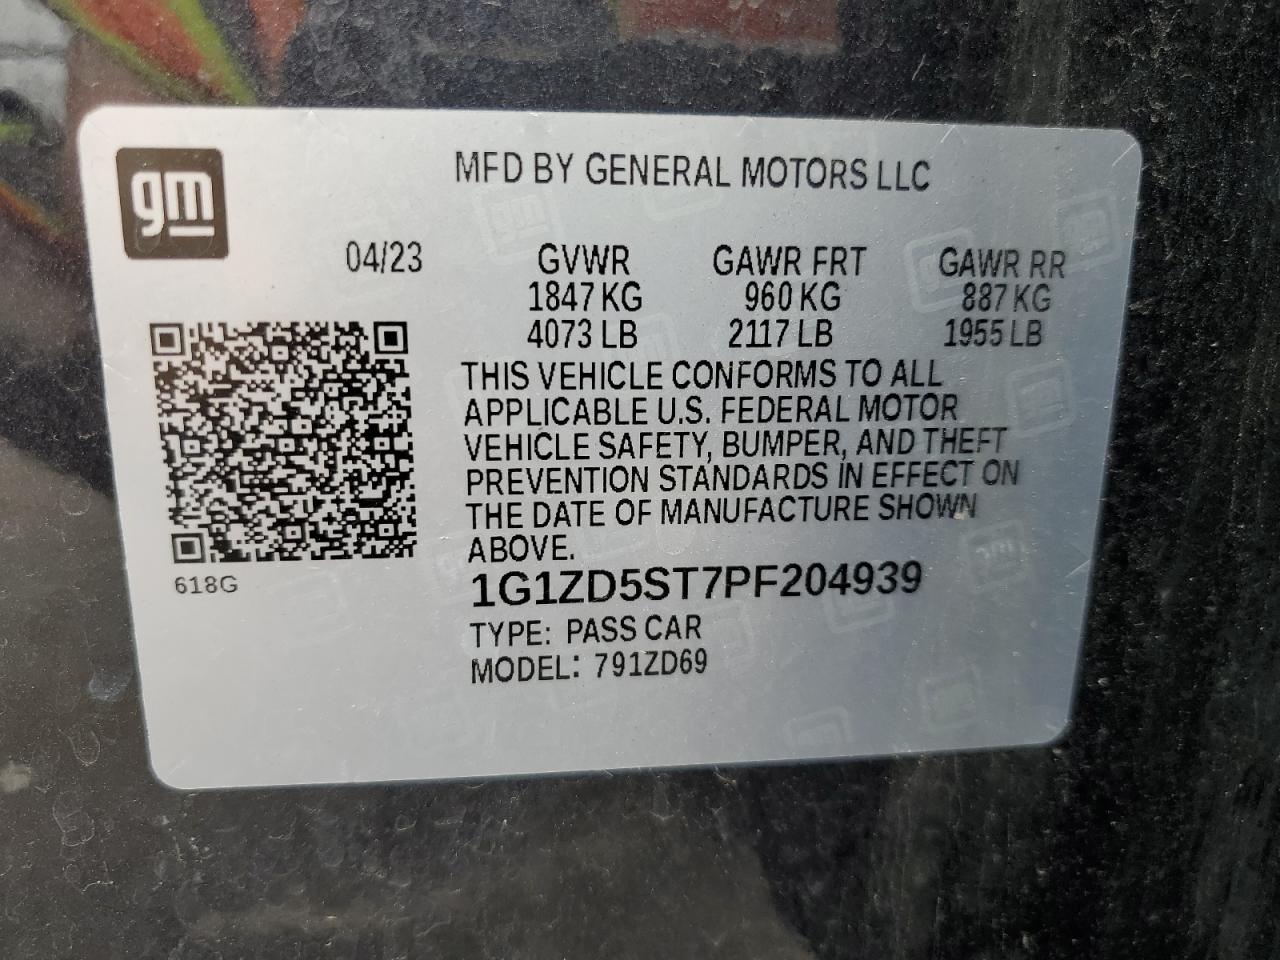 gm
MFD BY GENERAL MOTORS LLC
04/23 GVWR GAWR FRT GAWR RR
1847 KG 960 KG 887 KG
4073 LB 2117 LB 1955 LB
THIS VEHICLE CONFORMS TO ALL
APPLICABLE U.S. FEDERAL MOTOR
VEHICLE SAFETY, BUMPER, AND THEFT
PREVENTION STANDARDS IN EFFECT ON
THE DATE OF MANUFACTURE SHOWN
ABOVE.
618G
1G1ZD5ST7PF204939
TYPE: PASS CAR
MODEL: 791ZD69